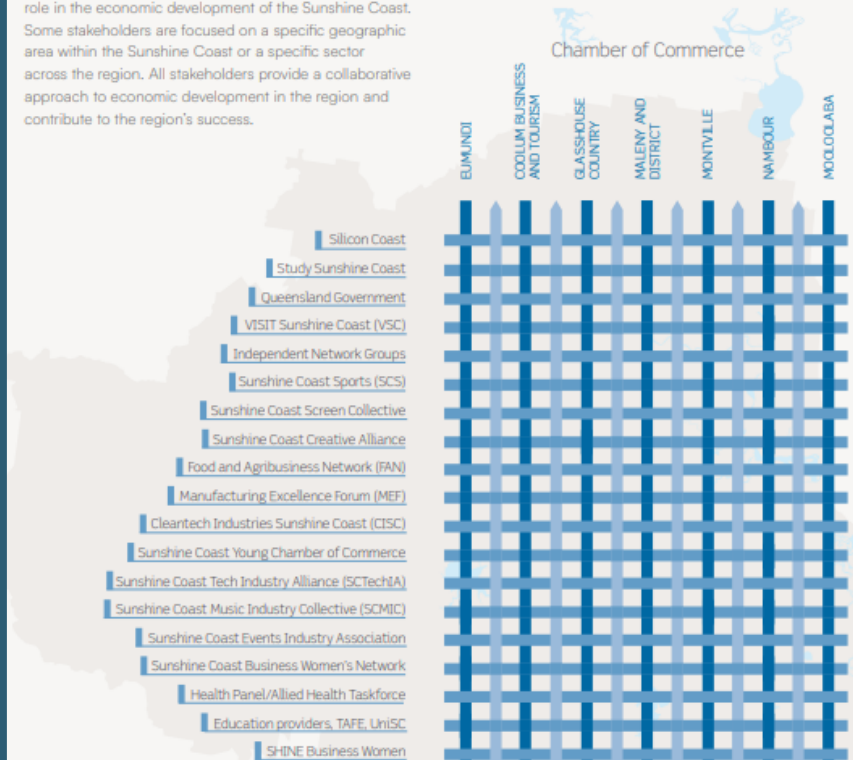 role in the economic development of the Sunshine Coast.
Some stakeholders are focused on a specific geographic
area within the Sunshine Coast or a specific sector
across the region. All stakeholders provide a collaborative
approach to economic development in the region and
contribute to the region's success.
Chamber of Commerce
EUMUNDI
COOLUM BUSINESS
AND TOURISM
GLASSHOUSE
COUNTRY
MALENY AND
DISTRICT
MONTVILLE
NAMBOUR
MOOLOOLABA
Silicon Coast
Study Sunshine Coast
Queensland Government
VISIT Sunshine Coast (VSC)
Independent Network Groups
Sunshine Coast Sports (SCS)
Sunshine Coast Screen Collective
Sunshine Coast Creative Alliance
Food and Agribusiness Network (FAN)
Manufacturing Excellence Forum (MEF)
Cleantech Industries Sunshine Coast (CISC)
Sunshine Coast Young Chamber of Commerce
Sunshine Coast Tech Industry Alliance (SCTechIA)
Sunshine Coast Music Industry Collective (SCMIC)
Sunshine Coast Events Industry Association
Sunshine Coast Business Women's Network
Health Panel/Allied Health Taskforce
Education providers, TAFE, UniSC
SHINE Business Women